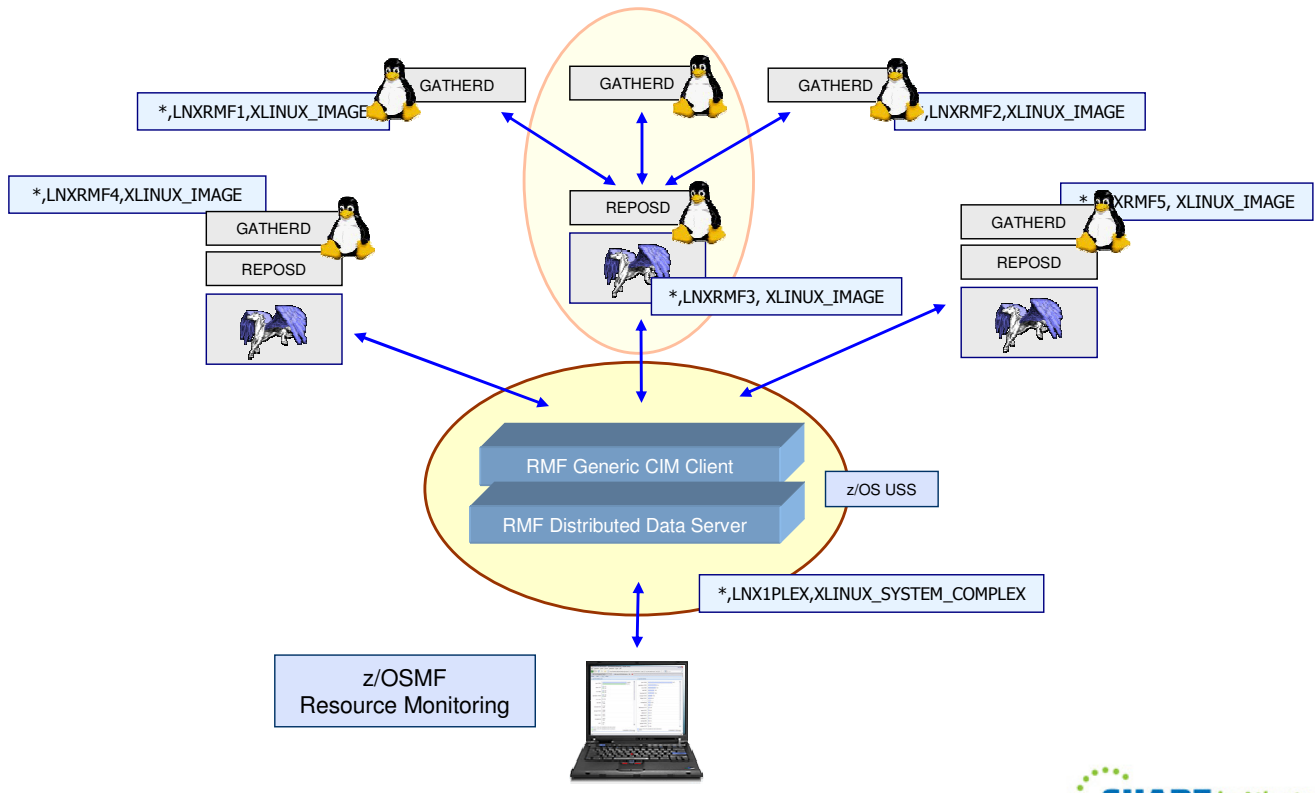 GATHERD
GATHERD
GATHERD
*,LNXRMF1,XLINUX_IMAGE
,LNXRMF2,XLINUX_IMAGE
*,LNXRMF4,XLINUX_IMAGE
REPOSD
XRMF5, XLINUX_IMAGE
GATHERD
GATHERD
REPOSD
REPOSD
*,LNXRMF3, XLINUX_IMAGE
RMF Generic CIM Client
z/OS USS
RMF Distributed Data Server
*,LNX1PLEX,XLINUX_SYSTEM_COMPLEX
z/OSMF
Resource Monitoring